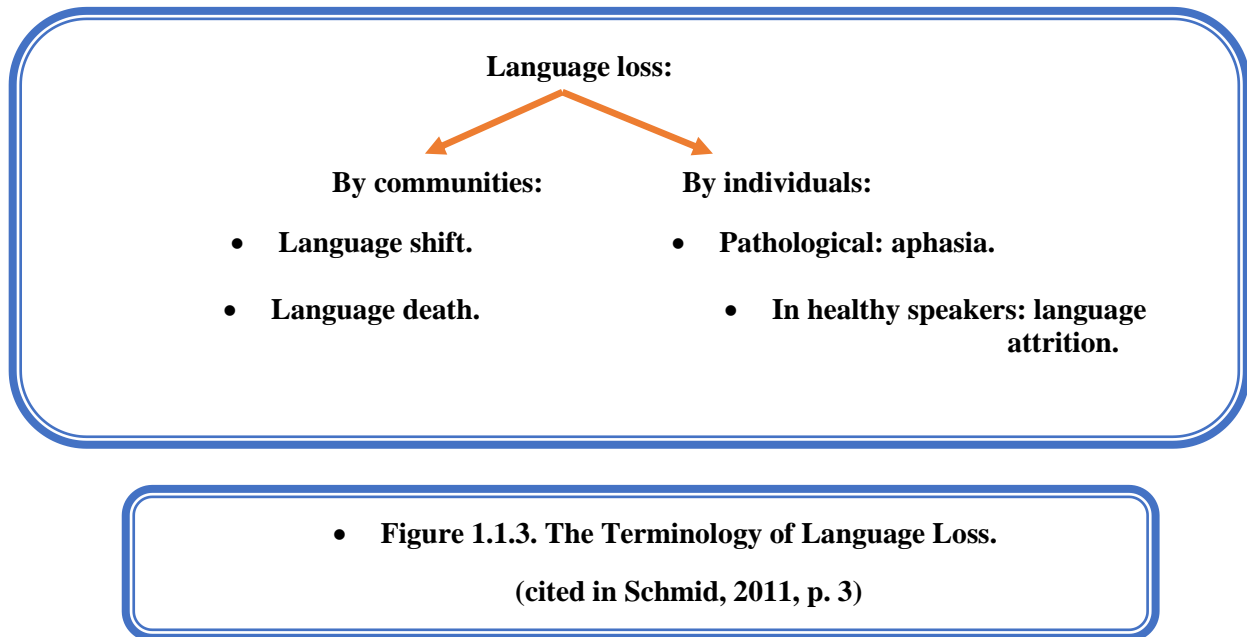 Language loss:
By communities:
• Language shift.
• Language death.
By individuals:
• Pathological: aphasia.
• In healthy speakers: language
attrition.
• Figure 1.1.3. The Terminology of Language Loss.
(cited in Schmid, 2011, p. 3)